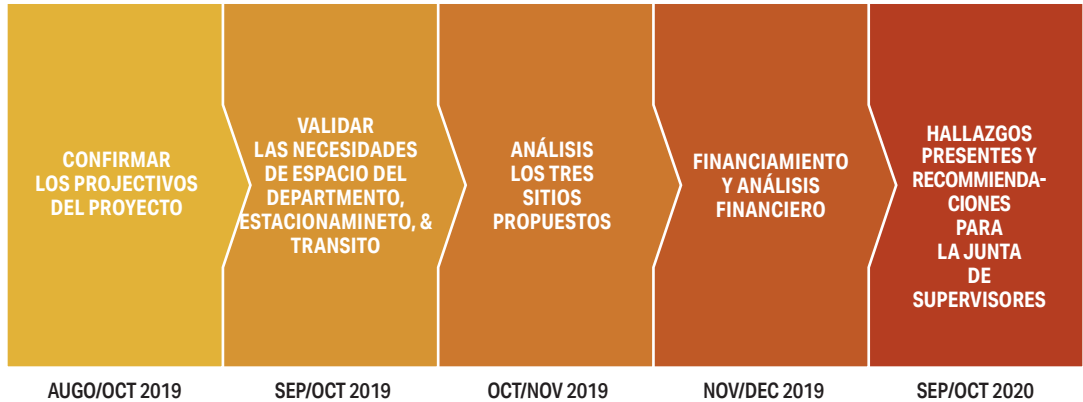 CONFIRMAR
LOS PROJECTIVOS
DEL PROYECTO
VALIDAR
LAS NECESIDADES
DE ESPACIO DEL
DEPARTMENTO,
ESTACIONAMINETO, &
TRANSITO
ANÁLISIS
LOS TRES
SITIOS
PROPUESTOS
FINANCIAMIENTO
Y ANÁLISIS
FINANCIERO
HALLAZGOS
PRESENTES Y
RECOMMIENDA-
CIONES
PARA
LA JUNTA
DE
SUPERVISORES
AUGO/OCT 2019
SEP/OCT 2019
OCT/NOV 2019
NOV/DEC 2019
SEP/OCT 2020